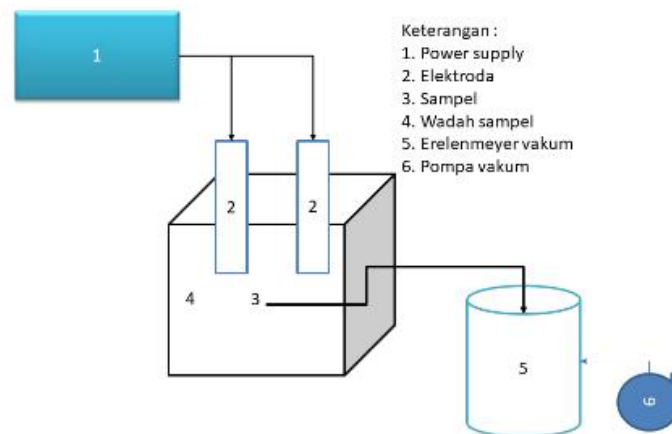 1
Keterangan :
1. Power supply
2. Elektroda
3. Sampel
4. Wadah sampel
5. Erelenmeyer vakum
6. Pompa vakum
2
2
4
3
5
6